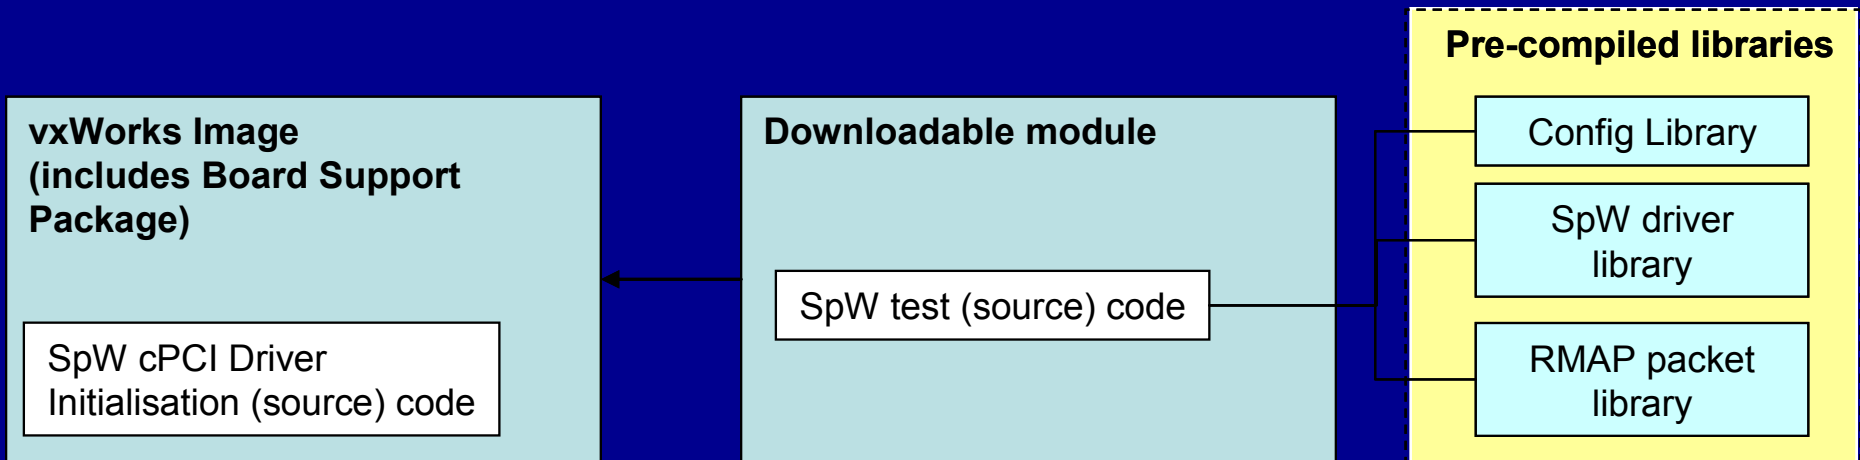 vxWorks Image
(includes Board Support
Package)
SpW cPCI Driver
Initialisation (source) code
Downloadable module
SpW test (source) code
Pre-compiled libraries
Config Library
SpW driver
library
RMAP packet
library